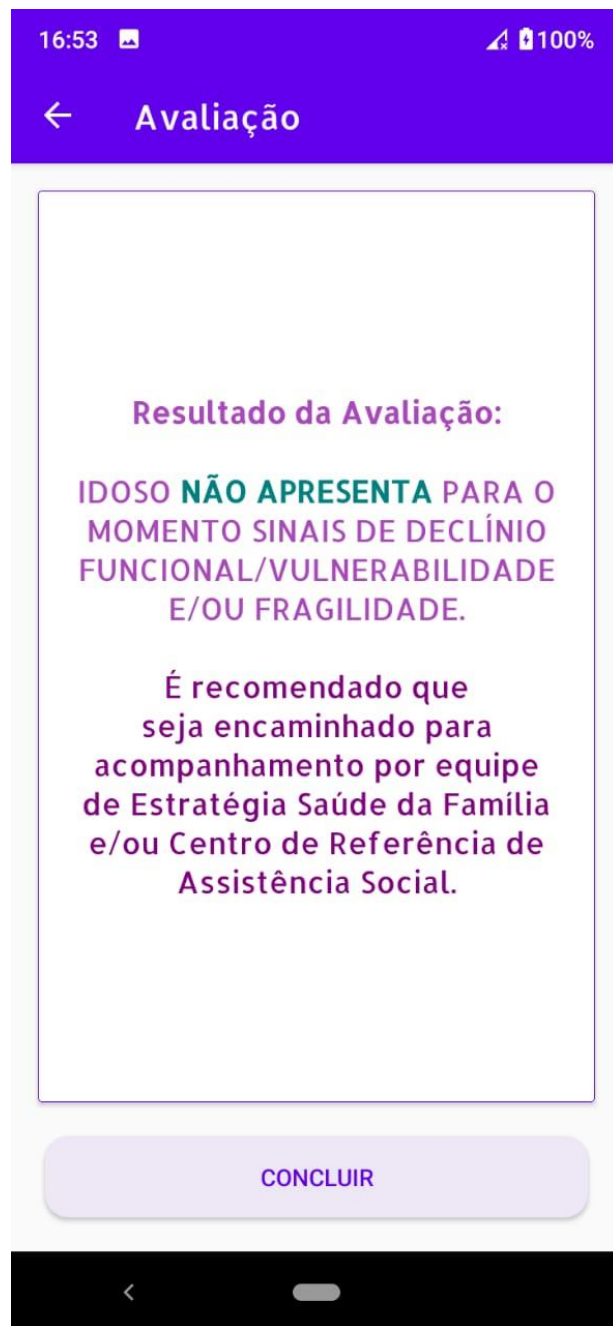 16:53 100%
Avaliação
Resultado da Avaliação:
IDOSO NÃO APRESENTA PARA O
MOMENTO SINAIS DE DECLÍNIO
FUNCIONAL/VULNERABILIDADE
E/OU FRAGILIDADE.
É recomendado que
seja encaminhado para
acompanhamento por equipe
de Estratégia Saúde da Família
e/ou Centro de Referência de
Assistência Social.
CONCLUIR